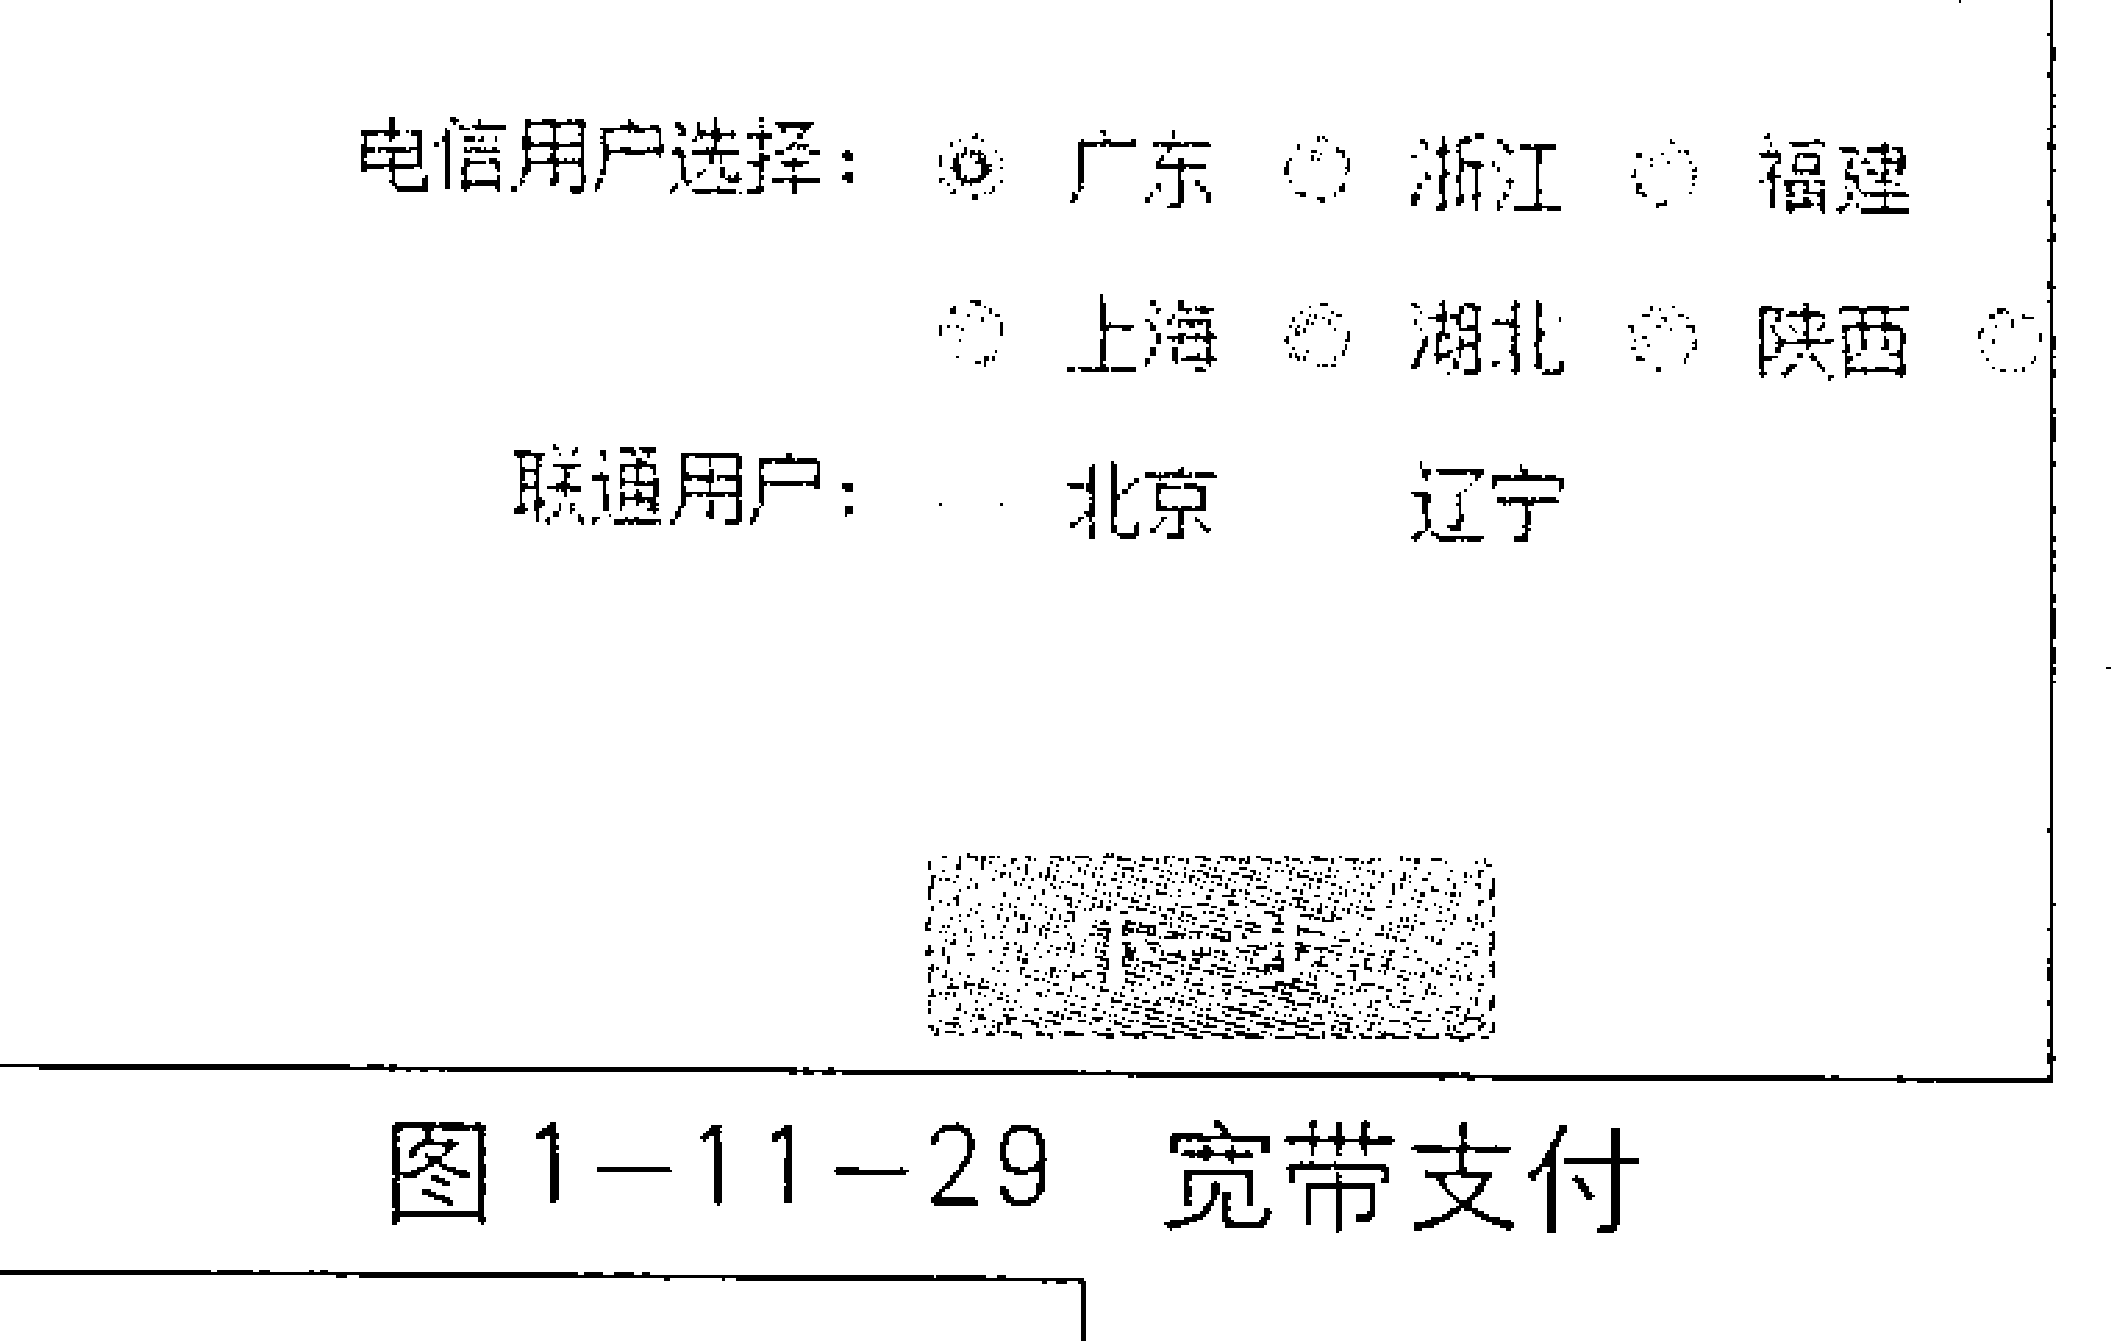 电信用户选择： 广东 浙江 福建
上海 湖北 陕西
联通用户： 北京 辽宁
图1-11-29 宽带支付